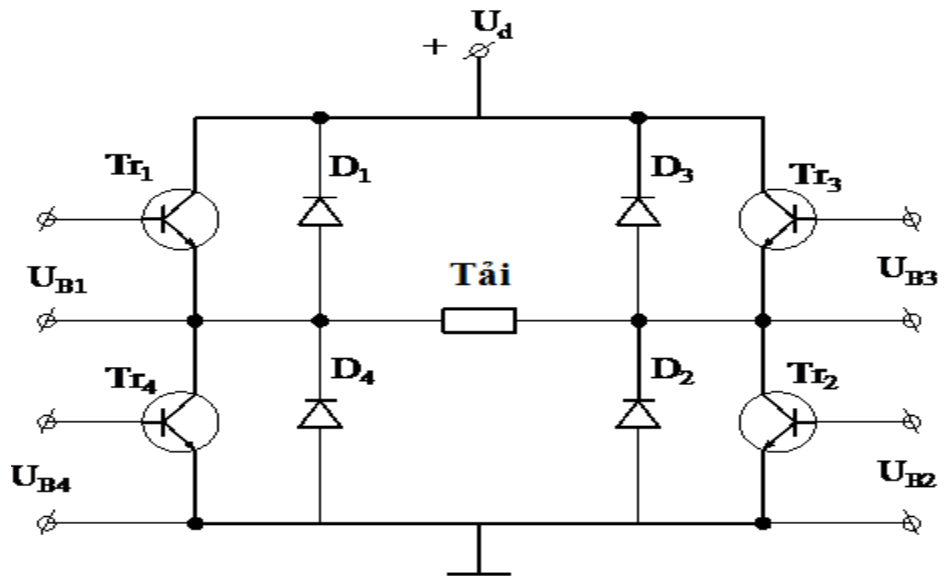 U_d
+
Tr₁
D₁
D₃
Tr₃
U_B1
Tải
U_B3
Tr₄
D₄
D₂
Tr₂
U_B4
U_B2